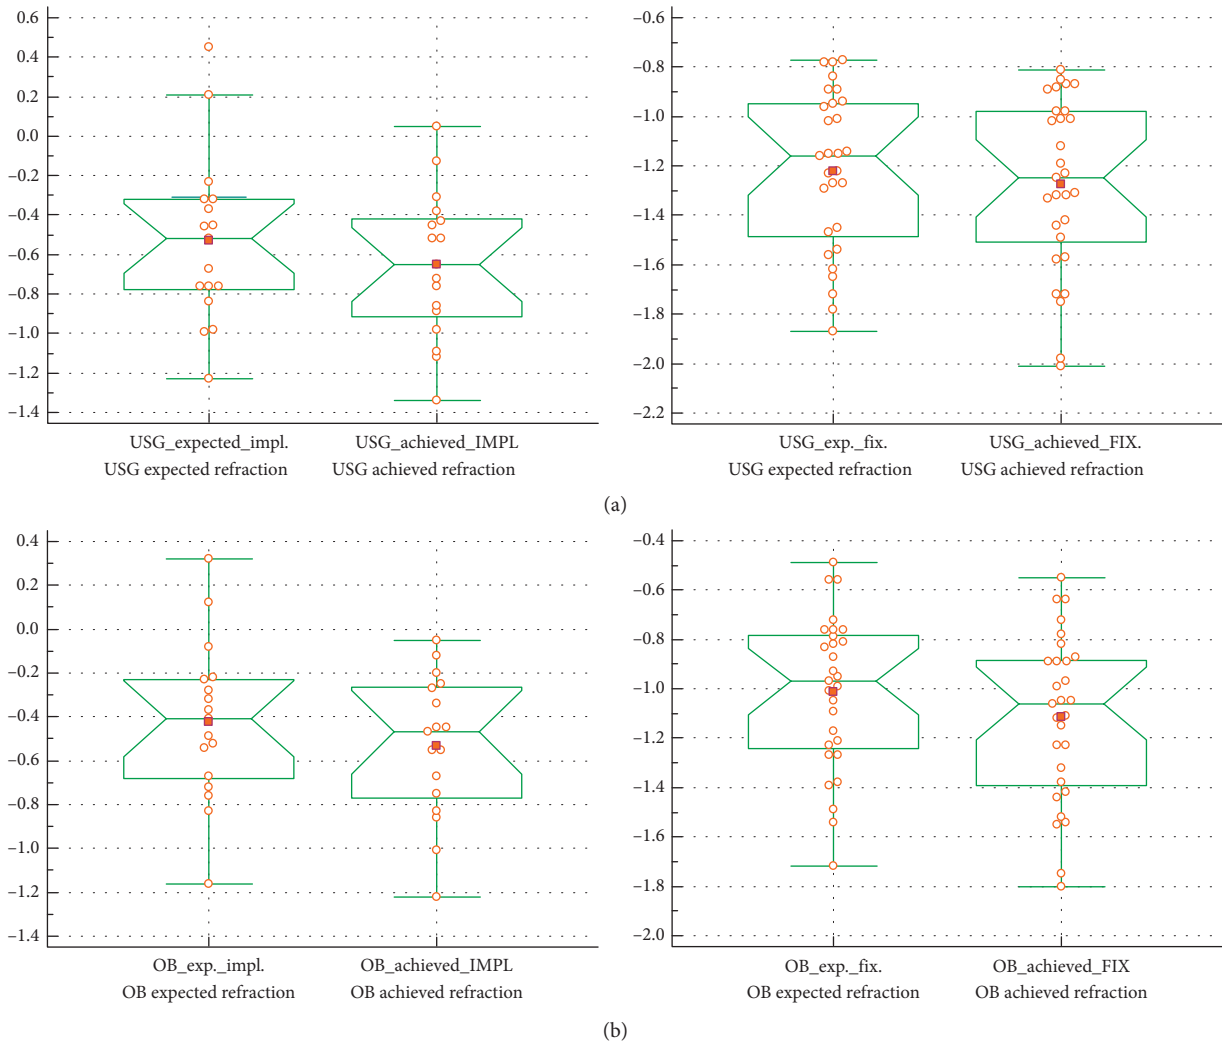 0.6
0.4
0.2
0.0
−0.2
−0.4
−0.6
−0.8
−1.0
−1.2
−1.4
USG_expected_impl.
USG_achieved_IMPL
USG expected refraction
USG achieved refraction
−0.6
−0.8
−1.0
−1.2
−1.4
−1.6
−1.8
−2.0
−2.2
USG_exp._fix.
USG_achieved_FIX.
USG expected refraction
USG achieved refraction
(a)
0.4
0.2
0.0
−0.2
−0.4
−0.6
−0.8
−1.0
−1.2
−1.4
OB_exp._impl.
OB_achieved_IMPL
OB expected refraction
OB achieved refraction
−0.4
−0.6
−0.8
−1.0
−1.2
−1.4
−1.6
−1.8
−2.0
OB_exp._fix.
OB_achieved_FIX
OB expected refraction
OB achieved refraction
(b)